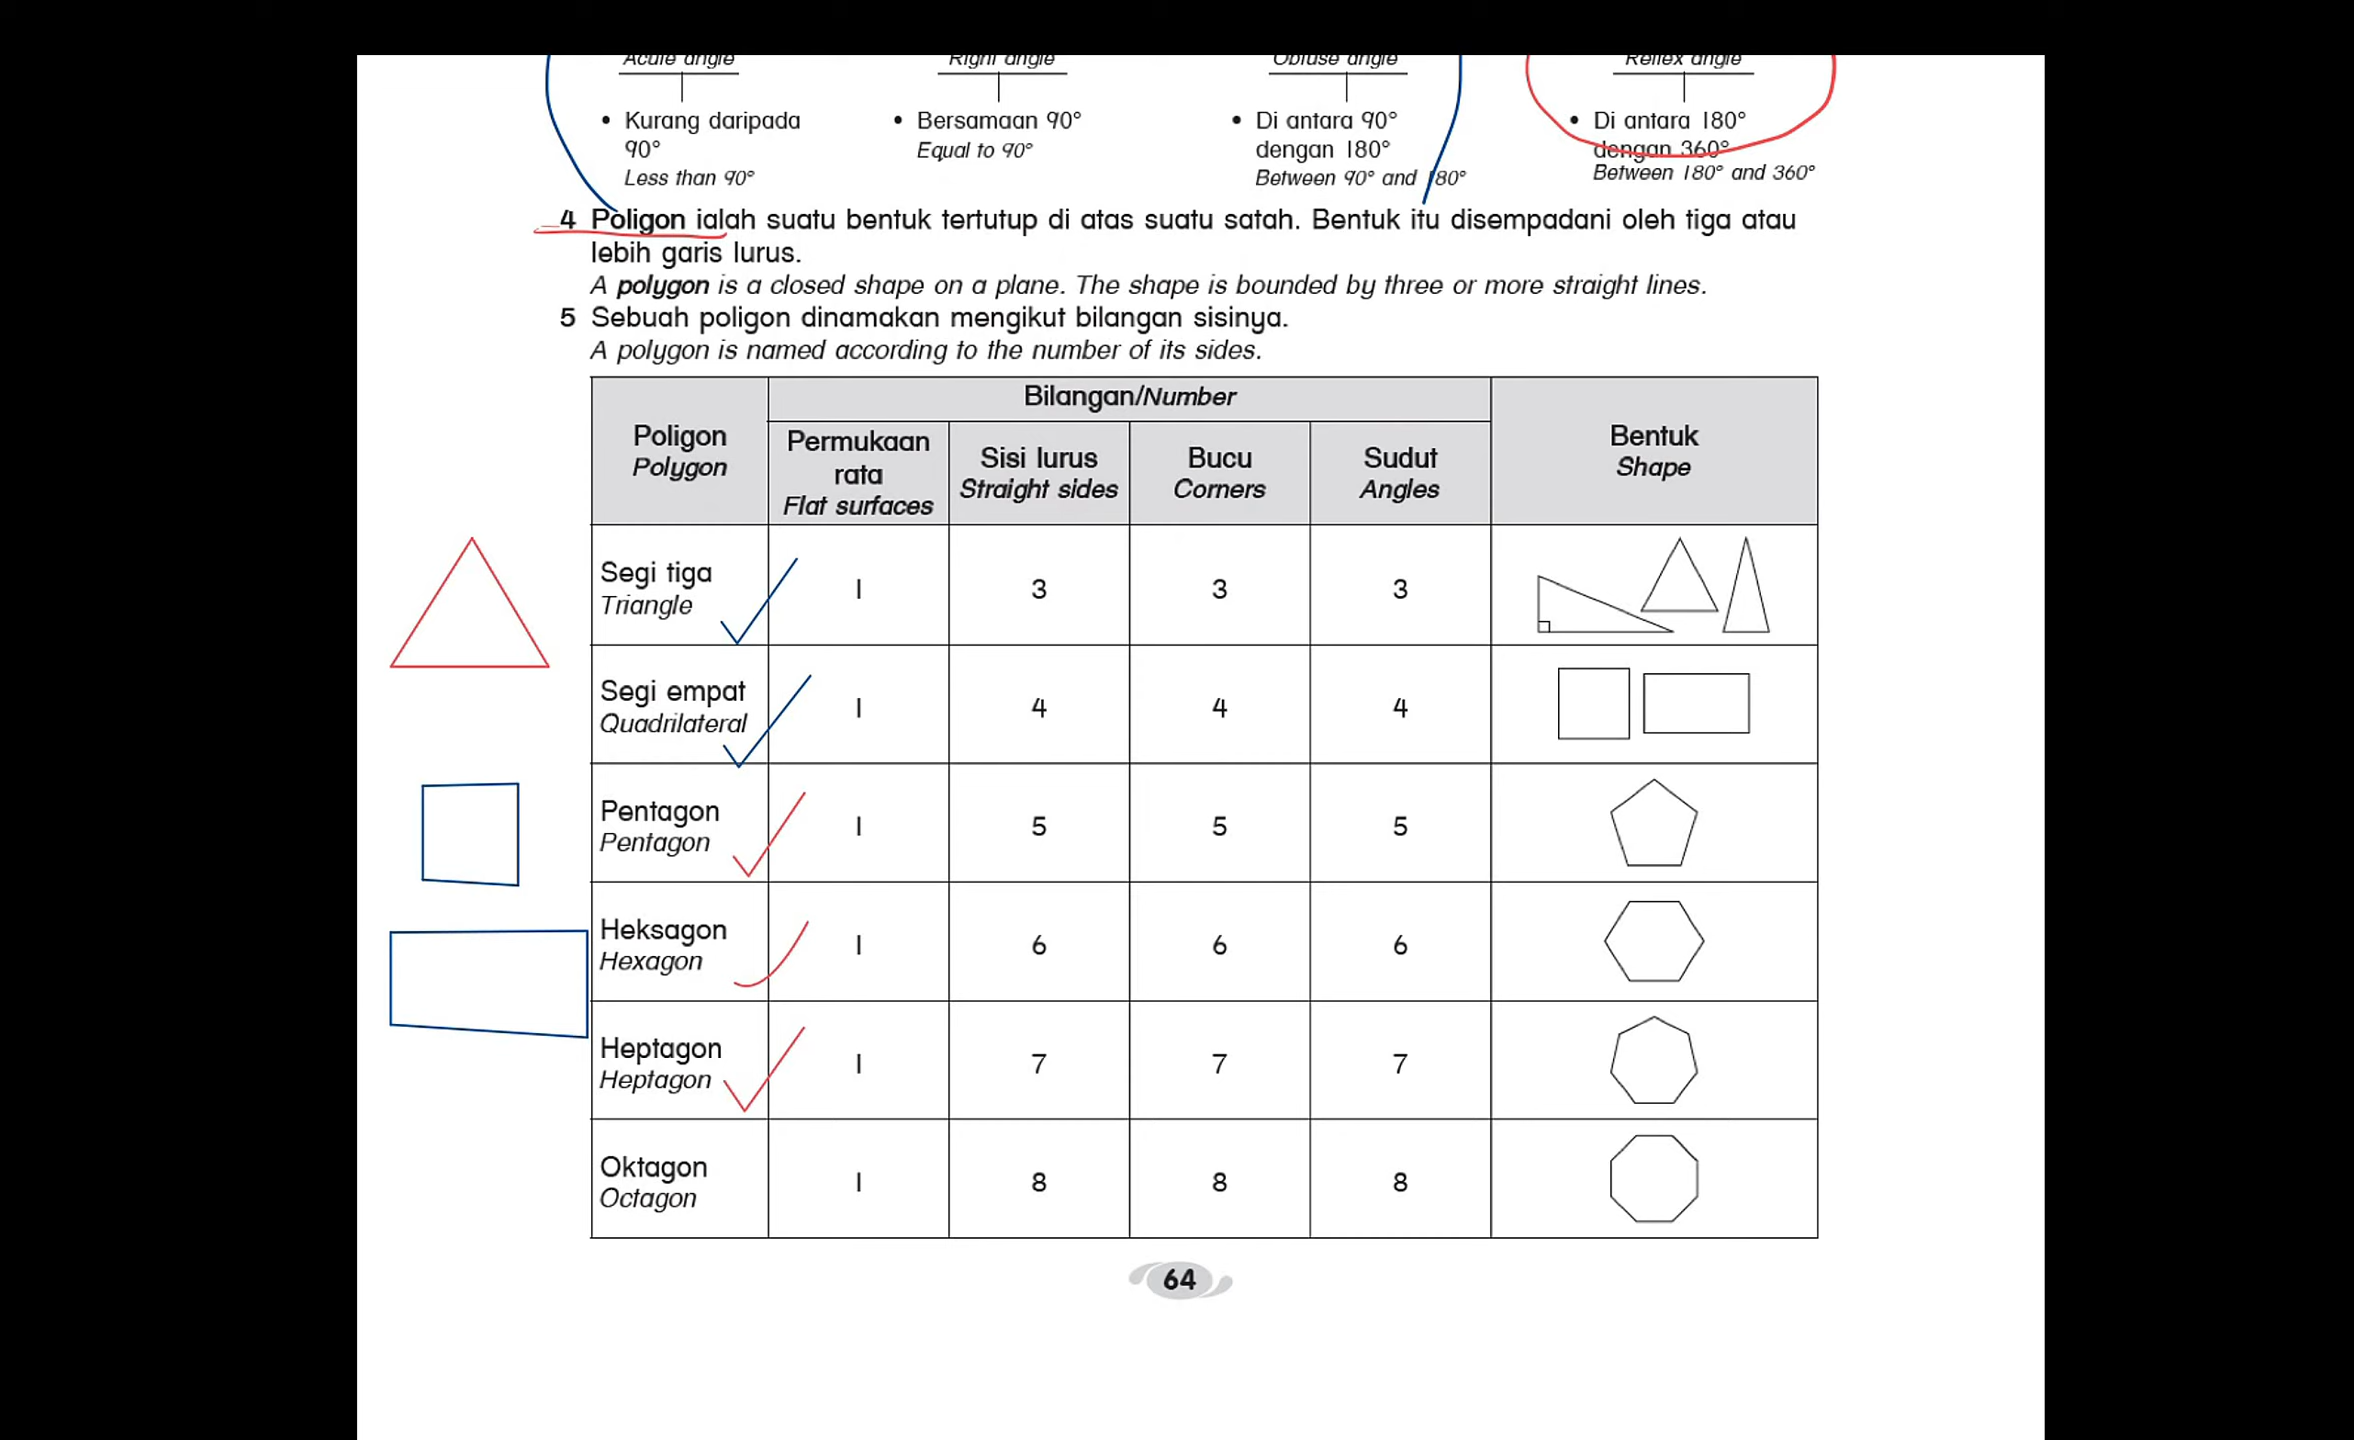 Acute angle
Right angle
Obtuse angle
Reflex angle
• Kurang daripada
90°
Less than 90°
• Bersamaan 90°
Equal to 90°
• Di antara 90°
dengan 180°
Between 90° and 180°
• Di antara 180°
dengan 360°
Between 180° and 360°
4 Poligon ialah suatu bentuk tertutup di atas suatu satah. Bentuk itu disempadani oleh tiga atau
lebih garis lurus.
A polygon is a closed shape on a plane. The shape is bounded by three or more straight lines.
5 Sebuah poligon dinamakan mengikut bilangan sisinya.
A polygon is named according to the number of its sides.
Poligon
Polygon
Bilangan/Number
Permukaan
rata
Flat surfaces
Sisi lurus
Straight sides
Bucu
Corners
Sudut
Angles
Bentuk
Shape
Segi tiga
Triangle
1 3 3 3
Segi empat
Quadrilateral
1 4 4 4
Pentagon
Pentagon
1 5 5 5
Heksagon
Hexagon
1 6 6 6
Heptagon
Heptagon
1 7 7 7
Oktagon
Octagon
1 8 8 8
64